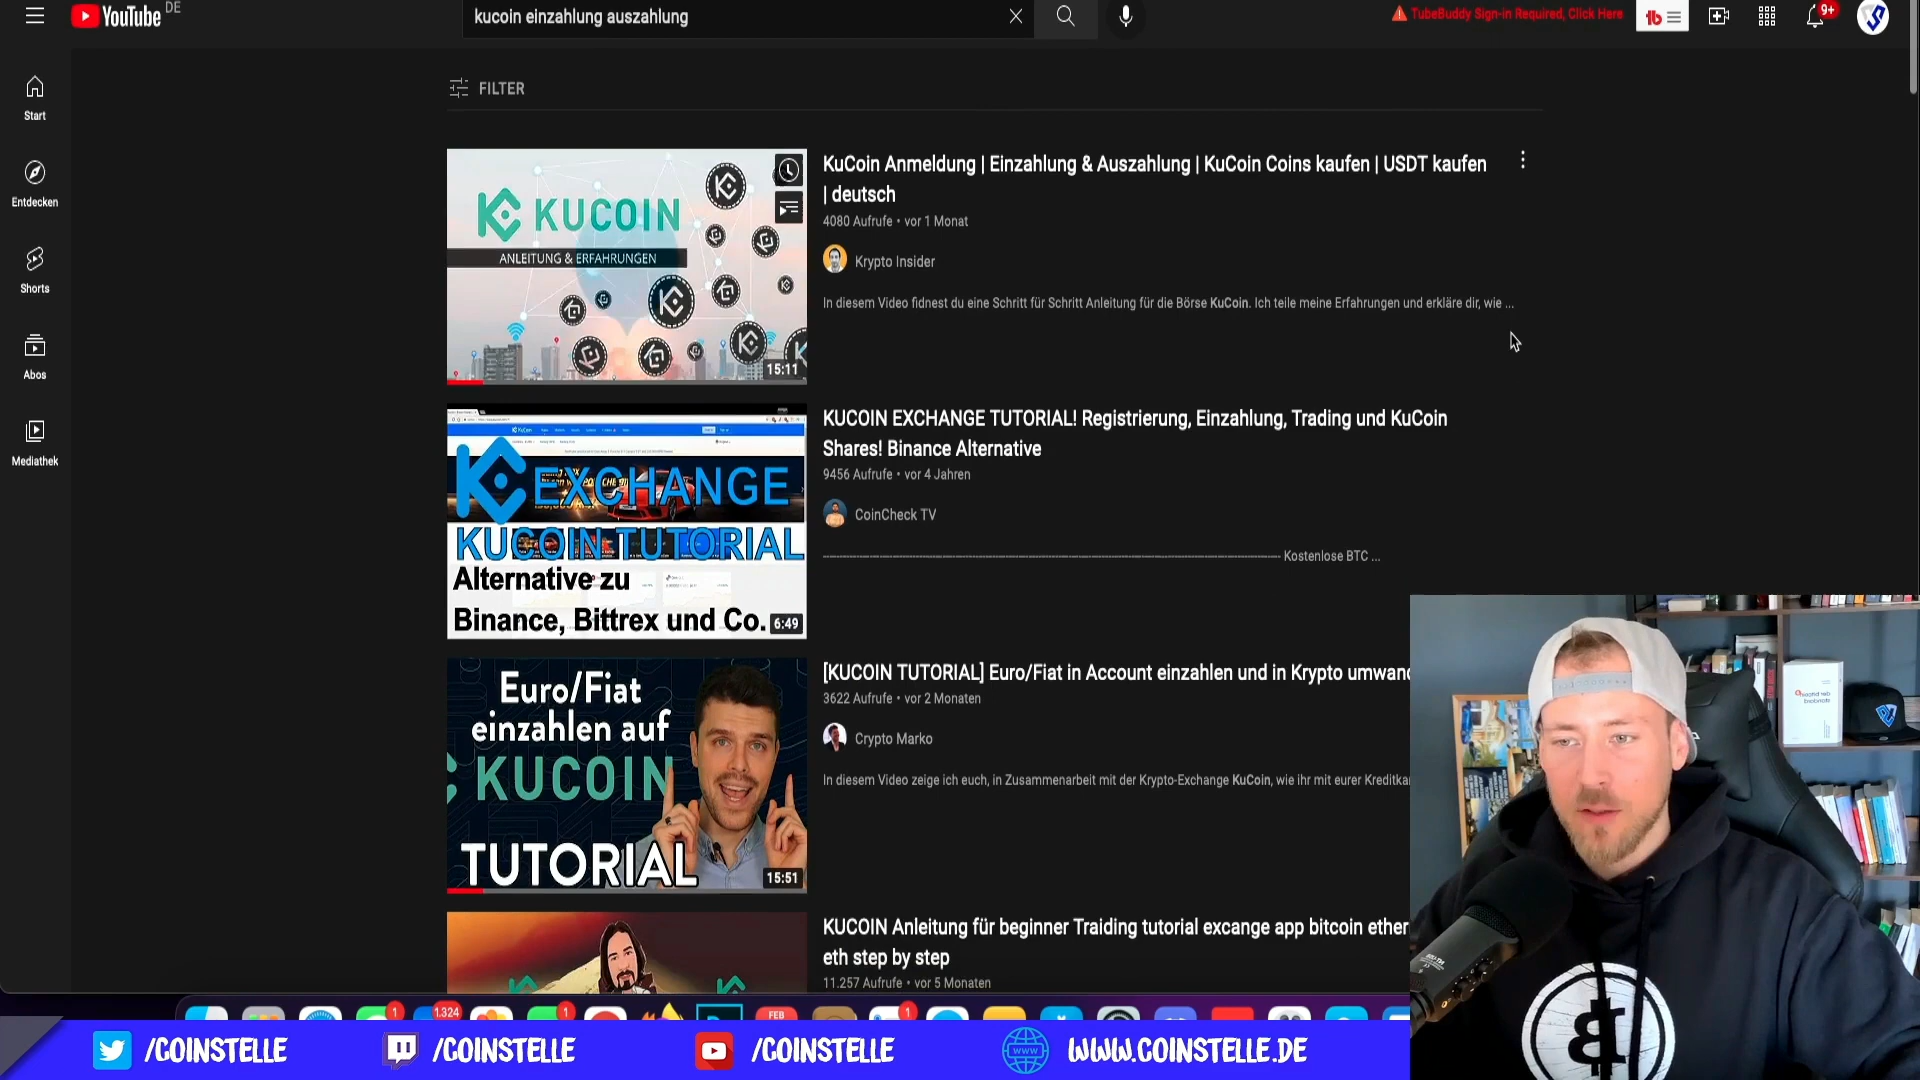 YouTube DE
kucoin einzahlung auszahlung
TubeBuddy Sign-in Required, Click Here
tb
9+
Start
Entdecken
Shorts
Abos
Mediathek
FILTER
KUCOIN
ANLEITUNG & ERFAHRUNGEN
15:11
KuCoin Anmeldung | Einzahlung & Auszahlung | KuCoin Coins kaufen | USDT kaufen
| deutsch
4080 Aufrufe • vor 1 Monat
Krypto Insider
In diesem Video fidnest du eine Schritt für Schritt Anleitung für die Börse KuCoin. Ich teile meine Erfahrungen und erkläre dir, wie ...
EXCHANGE
KUCOIN TUTORIAL
Alternative zu
Binance, Bittrex und Co.
6:49
KUCOIN EXCHANGE TUTORIAL! Registrierung, Einzahlung, Trading und KuCoin
Shares! Binance Alternative
9456 Aufrufe • vor 4 Jahren
CoinCheck TV
Kostenlose BTC ...
Euro/Fiat
einzahlen auf
KUCOIN
TUTORIAL
15:51
[KUCOIN TUTORIAL] Euro/Fiat in Account einzahlen und in Krypto umwand
3622 Aufrufe • vor 2 Monaten
Crypto Marko
In diesem Video zeige ich euch, in Zusammenarbeit mit der Krypto-Exchange KuCoin, wie ihr mit eurer Kreditkar
KUCOIN Anleitung für beginner Traiding tutorial excange app bitcoin ether
eth step by step
11.257 Aufrufe • vor 5 Monaten
1
1.324
1
FEB
1
/COINSTELLE
/COINSTELLE
/COINSTELLE
WWW
WWW.COINSTELLE.DE